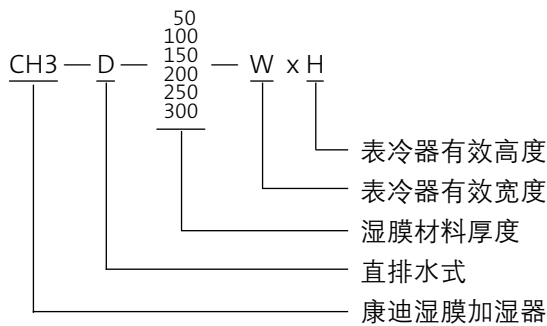 50
100
150
200
250
300
CH3 — D — — W x H
表冷器有效高度
表冷器有效宽度
湿膜材料厚度
直排水式
康迪湿膜加湿器